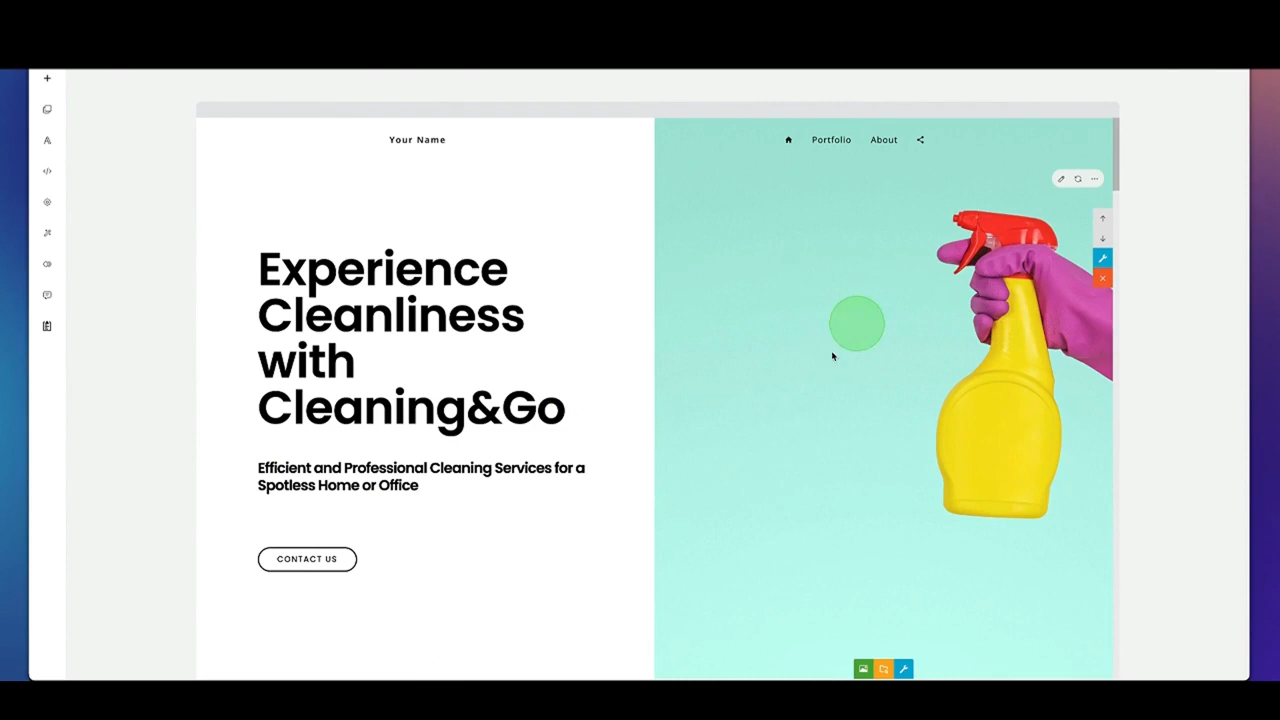 Your Name
Portfolio
About
Experience
Cleanliness
with
Cleaning&Go
Efficient and Professional Cleaning Services for a
Spotless Home or Office
CONTACT US